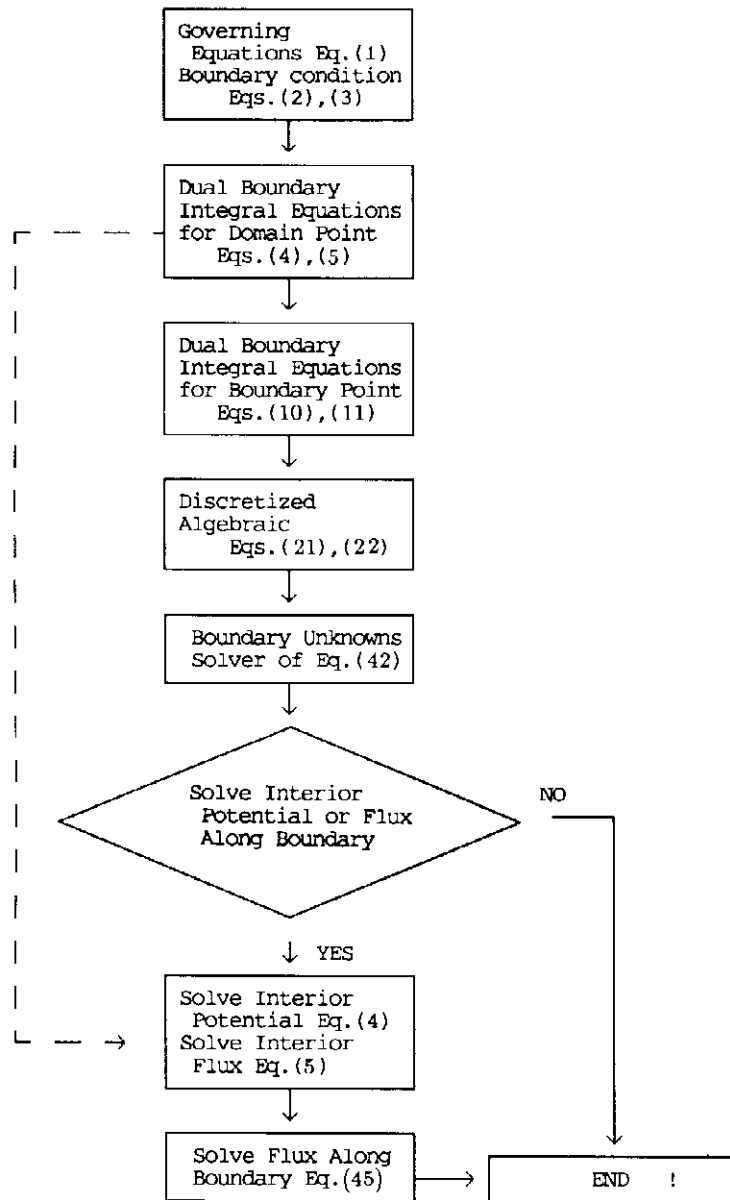 Governing
Equations Eq.(1)
Boundary condition
Eqs.(2),(3)
Dual Boundary
Integral Equations
for Domain Point
Eqs.(4),(5)
Dual Boundary
Integral Equations
for Boundary Point
Eqs.(10),(11)
Discretized
Algebraic
Eqs.(21),(22)
Boundary Unknowns
Solver of Eq.(42)
Solve Interior
Potential or Flux
Along Boundary
NO
YES
Solve Interior
Potential Eq.(4)
Solve Interior
Flux Eq.(5)
Solve Flux Along
Boundary Eq.(45)
END !